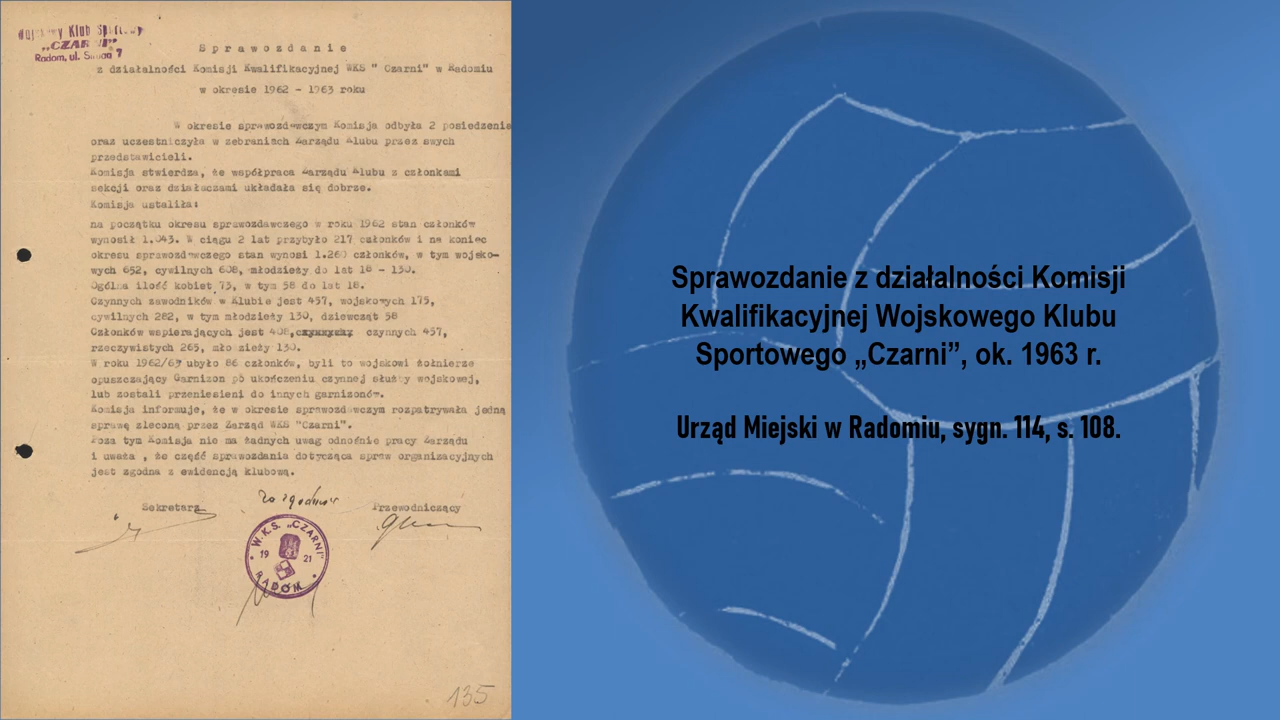 Wojskowy Klub Sportowy
„CZARNI"
Radom, ul. 7
Sprawozdanie
z działalności Komisji Kwalifikacyjnej WKS " Czarni" w Radomiu
w okresie 1962 - 1963 roku
W okresie sprawozdawczym Komisja odbyła 2 posiedzenie
oraz uczestniczyła w zebraniach Zarządu Klubu przez swych
przedstawicieli.
Komisja stwierdza, że współpraca Zarządu Klubu z członkami
sekcji oraz działaczami układała się dobrze.
Komisja ustaliła:
na początku okresu sprawozdawczego w roku 1962 stan członków
wynosił 1.043. W ciągu 2 lat przybyło 217 członków i na koniec
okresu sprawozdawczego stan wynosi 1.260 członków, w tym wojsko-
wych 652, cywilnych 608, młodzieży do lat 18 - 130.
Ogólna ilość kobiet 73, w tym 58 do lat 18.
Czynnych zawodników w Klubie jest 457, wojskowych 175,
cywilnych 282, w tym młodzieży 130, dziewcząt 58
Członków wspierających jest 408, czynnych 457,
rzeczywistych 265, mło zieży 130.
W roku 1962/63 ubyło 86 członków, byli to wojskowi żołnierze
opuszczający Garnizon po ukończeniu czynnej służby wojskowej,
lub zostali przeniesieni do innych garnizonów.
Komisja informuje, że w okresie sprawozdawczym rozpatrywała jedną
sprawę zleconą przez Zarząd WKS "Czarni".
Poza tym Komisja nie ma żadnych uwag odnośnie pracy Zarządu
i uważa , że część sprawozdania dotycząca spraw organizacyjnych
jest zgodna z ewidencją klubową.
Za zgodność
Sekretarz Przewodniczący
W.K.S. „CZARNI"
19 21
RADOM
135
Sprawozdanie z działalności Komisji
Kwalifikacyjnej Wojskowego Klubu
Sportowego „Czarni”, ok. 1963 r.
Urząd Miejski w Radomiu, sygn. 114, s. 108.